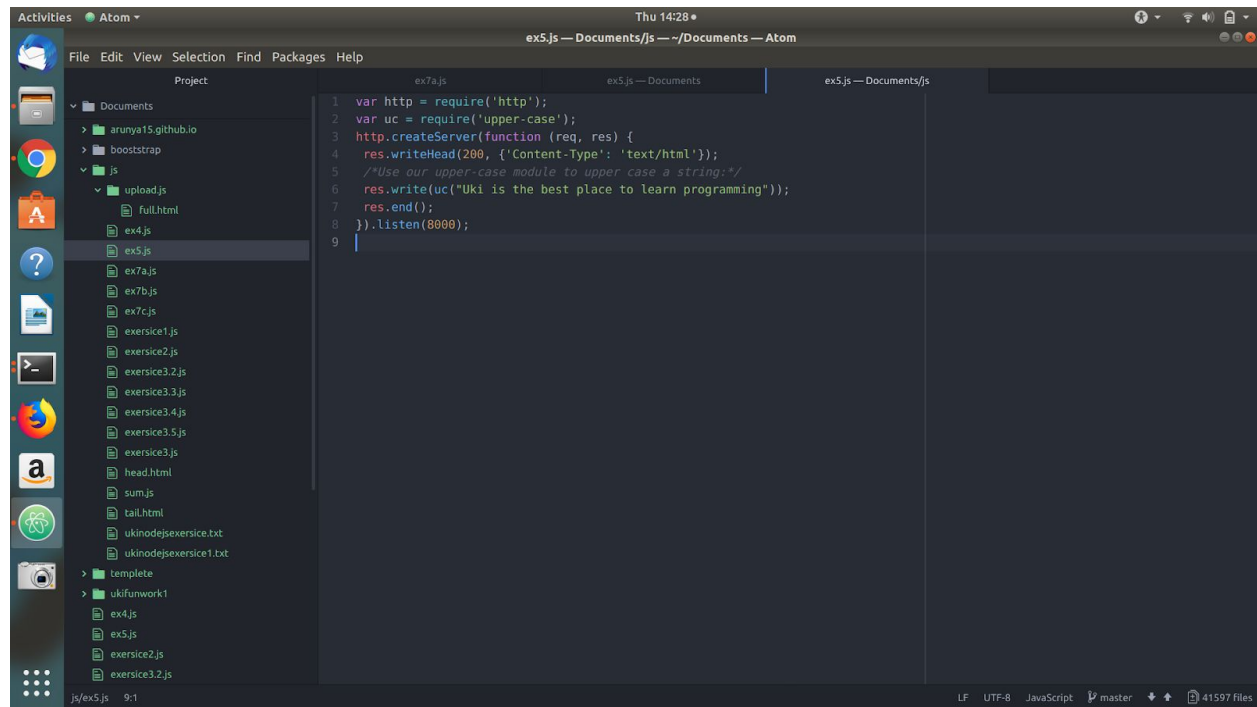 Activities
Atom
Thu 14:28
ex5.js — Documents/js — ~/Documents — Atom
File Edit View Selection Find Packages Help
Project
ex7a.js
ex5.js — Documents
ex5.js — Documents/js
Documents
arunya15.github.io
booststrap
js
upload.js
full.html
ex4.js
ex5.js
ex7a.js
ex7b.js
ex7c.js
exersice1.js
exersice2.js
exersice3.2.js
exersice3.3.js
exersice3.4.js
exersice3.5.js
exersice3.js
head.html
sum.js
tail.html
ukinodejsexersice.txt
ukinodejsexersice1.txt
templete
ukifunwork1
ex4.js
ex5.js
exersice2.js
exersice3.2.js
1 var http = require('http');
2 var uc = require('upper-case');
3 http.createServer(function (req, res) {
4 res.writeHead(200, {'Content-Type': 'text/html'});
5 /*Use our upper-case module to upper case a string:*/
6 res.write(uc("Uki is the best place to learn programming"));
7 res.end();
8 }).listen(8000);
9
js/ex5.js 9:1
LF UTF-8 JavaScript master 41597 files